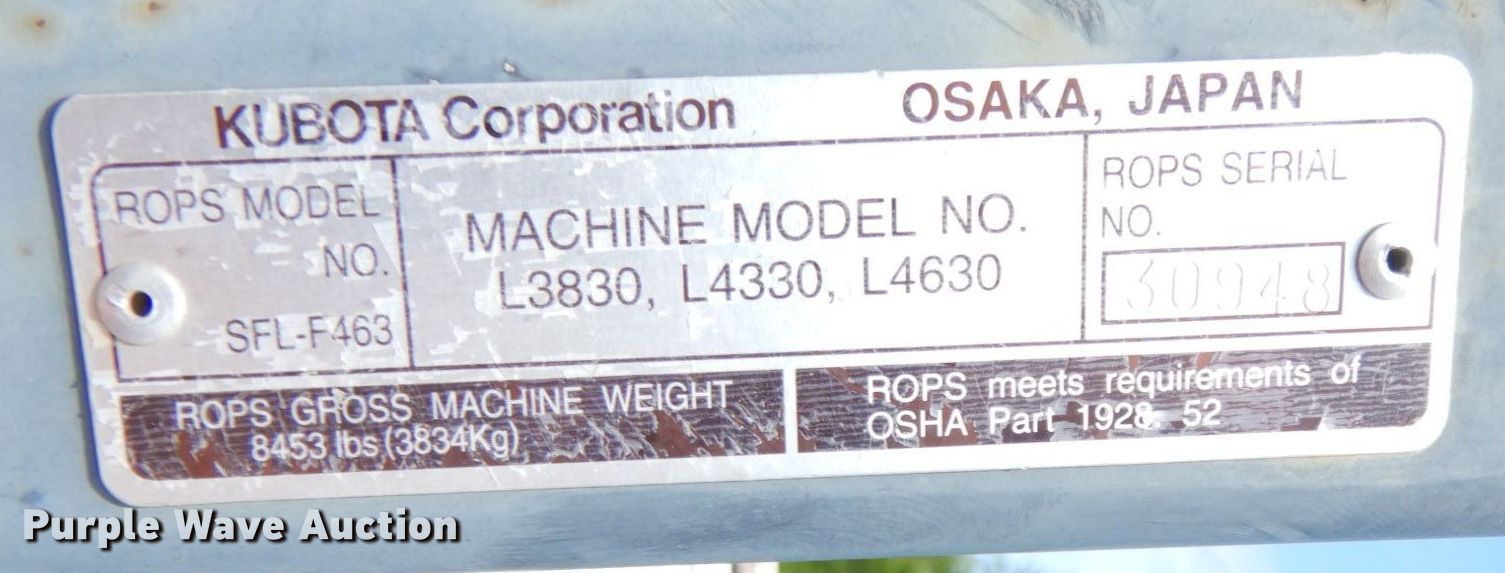 KUBOTA Corporation OSAKA, JAPAN
ROPS MODEL
NO.
SFL-F463
MACHINE MODEL NO.
L3830, L4330, L4630
ROPS SERIAL
NO.
30948
ROPS GROSS MACHINE WEIGHT
8453 lbs (3834Kg)
ROPS meets requirements of
OSHA Part 1928. 52
Purple Wave Auction